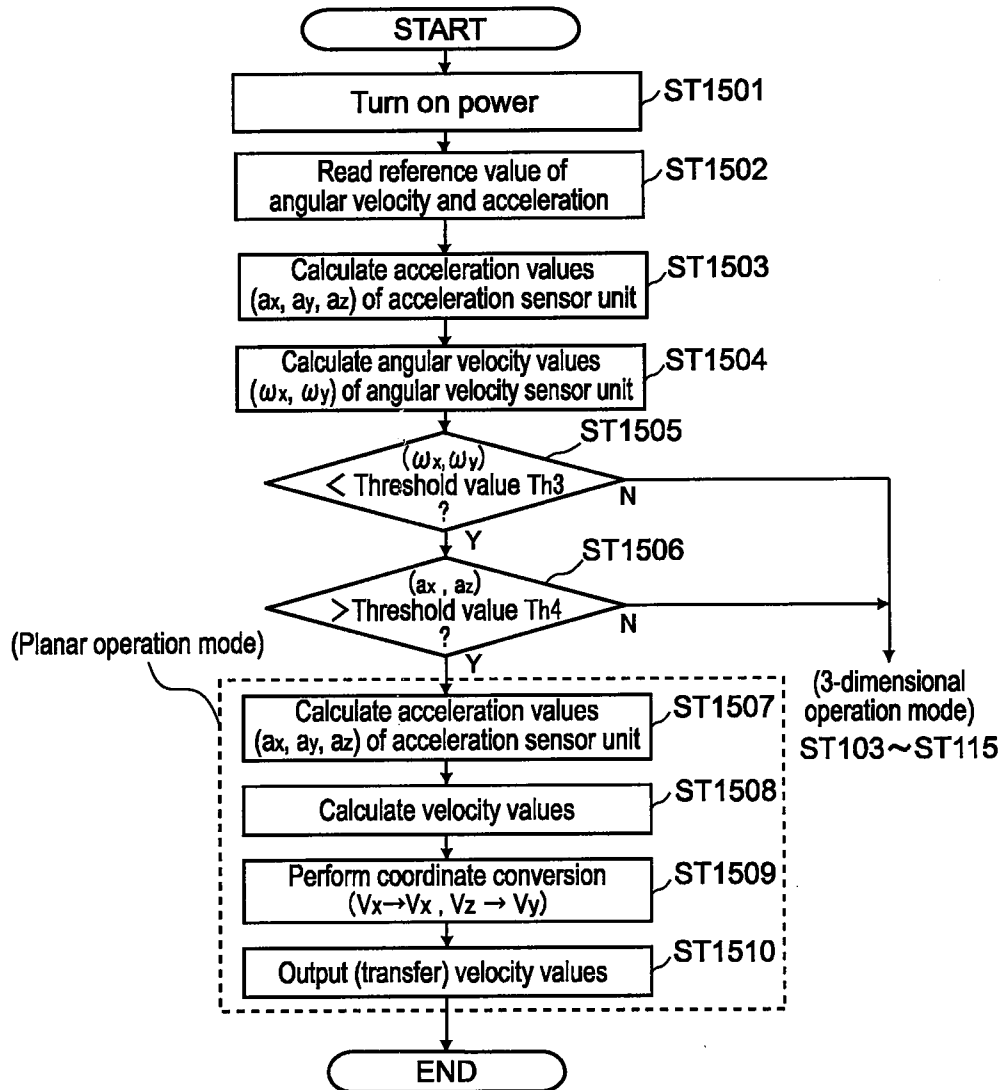 START
Turn on power
ST1501
Read reference value of
angular velocity and acceleration
ST1502
Calculate acceleration values
(ax, ay, az) of acceleration sensor unit
ST1503
Calculate angular velocity values
(ωx, ωy) of angular velocity sensor unit
ST1504
ST1505
(ωx, ωy)
< Threshold value Th3
?
N
Y
ST1506
(ax, az)
> Threshold value Th4
?
N
Y
(Planar operation mode)
(3-dimensional
operation mode)
ST103~ST115
Calculate acceleration values
(ax, ay, az) of acceleration sensor unit
ST1507
Calculate velocity values
ST1508
Perform coordinate conversion
(Vx→Vx , Vz → Vy)
ST1509
Output (transfer) velocity values
ST1510
END